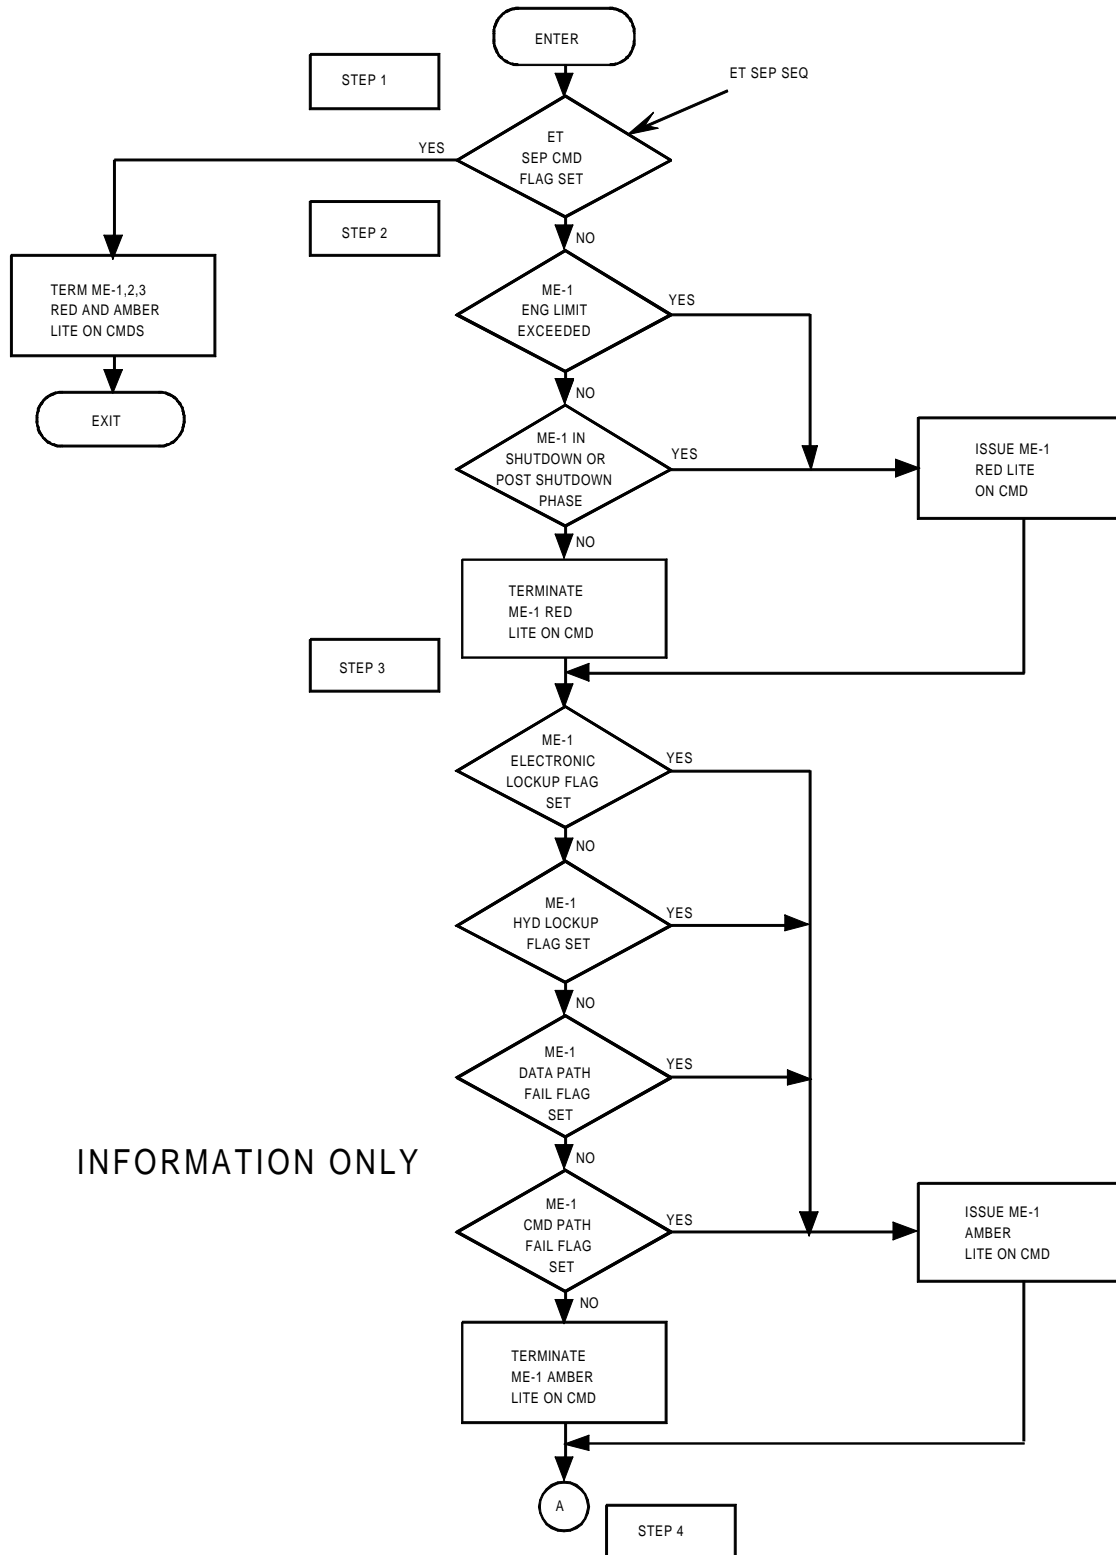 ENTER
STEP 1
ET SEP SEQ
ET
SEP CMD
FLAG SET
YES
STEP 2
NO
TERM ME-1,2,3
RED AND AMBER
LITE ON CMDS
ME-1
ENG LIMIT
EXCEEDED
YES
NO
EXIT
ME-1 IN
SHUTDOWN OR
POST SHUTDOWN
PHASE
YES
ISSUE ME-1
RED LITE
ON CMD
NO
TERMINATE
ME-1 RED
LITE ON CMD
STEP 3
ME-1
ELECTRONIC
LOCKUP FLAG
SET
YES
NO
ME-1
HYD LOCKUP
FLAG SET
YES
NO
ME-1
DATA PATH
FAIL FLAG
SET
YES
NO
INFORMATION ONLY
ME-1
CMD PATH
FAIL FLAG
SET
YES
ISSUE ME-1
AMBER
LITE ON CMD
NO
TERMINATE
ME-1 AMBER
LITE ON CMD
A
STEP 4